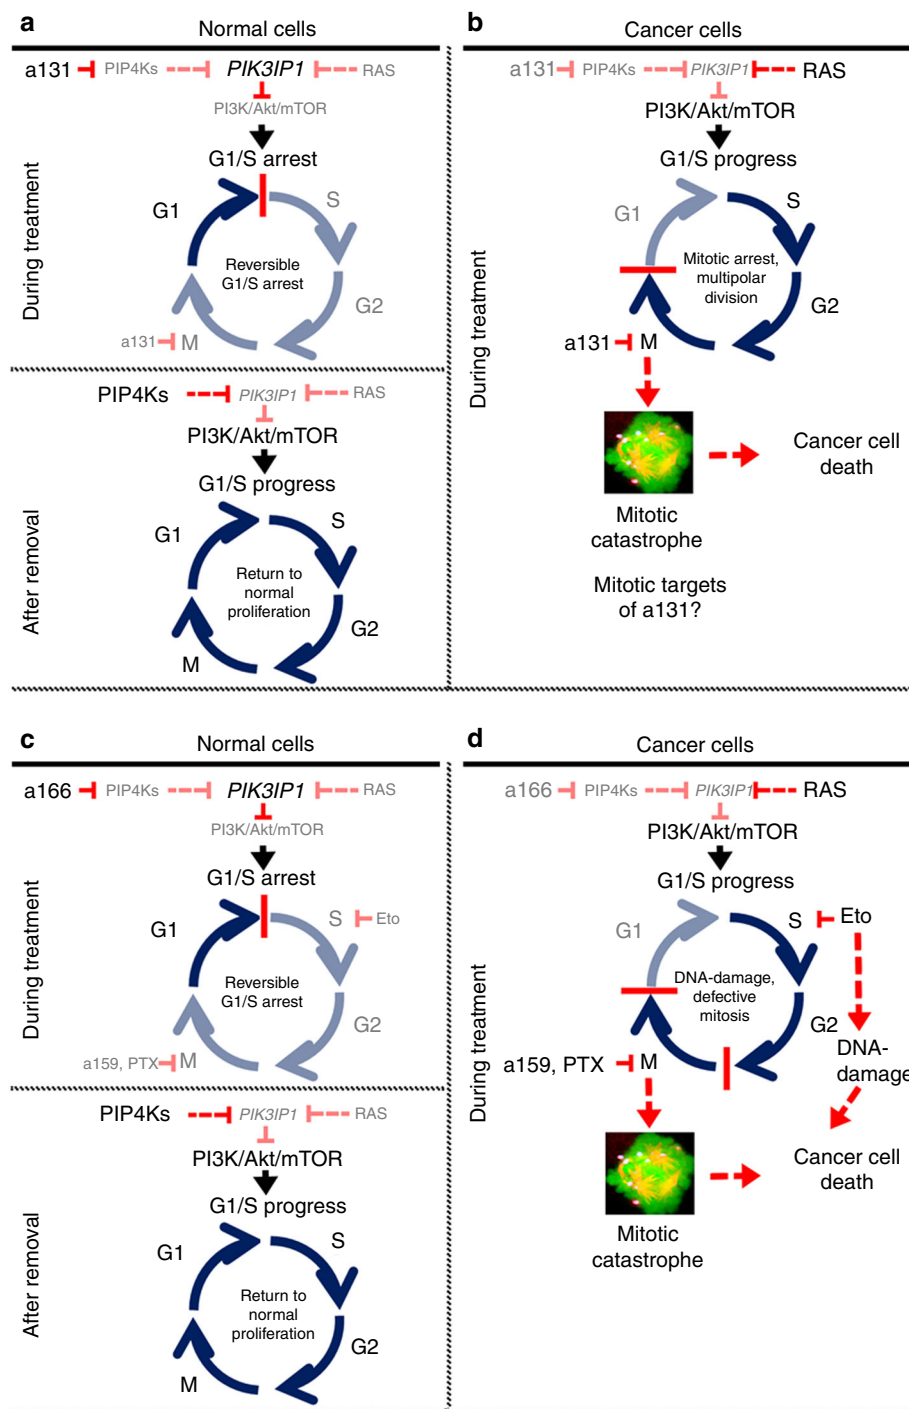 a
Normal cells
a131
PIP4Ks
PIK3IP1
RAS
PI3K/Akt/mTOR
G1/S arrest
During treatment
G1
S
Reversible
G1/S arrest
G2
a131
M
PIP4Ks
PIK3IP1
RAS
PI3K/Akt/mTOR
G1/S progress
After removal
G1
S
Return to
normal
proliferation
G2
M
b
Cancer cells
a131
PIP4Ks
PIK3IP1
RAS
PI3K/Akt/mTOR
G1/S progress
During treatment
G1
S
Mitotic arrest,
multipolar
division
G2
a131
M
Cancer cell
death
Mitotic
catastrophe
Mitotic targets
of a131?
c
Normal cells
a166
PIP4Ks
PIK3IP1
RAS
PI3K/Akt/mTOR
G1/S arrest
During treatment
G1
S
Eto
Reversible
G1/S arrest
G2
a159, PTX
M
PIP4Ks
PIK3IP1
RAS
PI3K/Akt/mTOR
G1/S progress
After removal
G1
S
Return to
normal
proliferation
G2
M
d
Cancer cells
a166
PIP4Ks
PIK3IP1
RAS
PI3K/Akt/mTOR
G1/S progress
During treatment
G1
S
Eto
DNA-damage,
defective
mitosis
G2
a159, PTX
M
DNA-
damage
Cancer cell
death
Mitotic
catastrophe